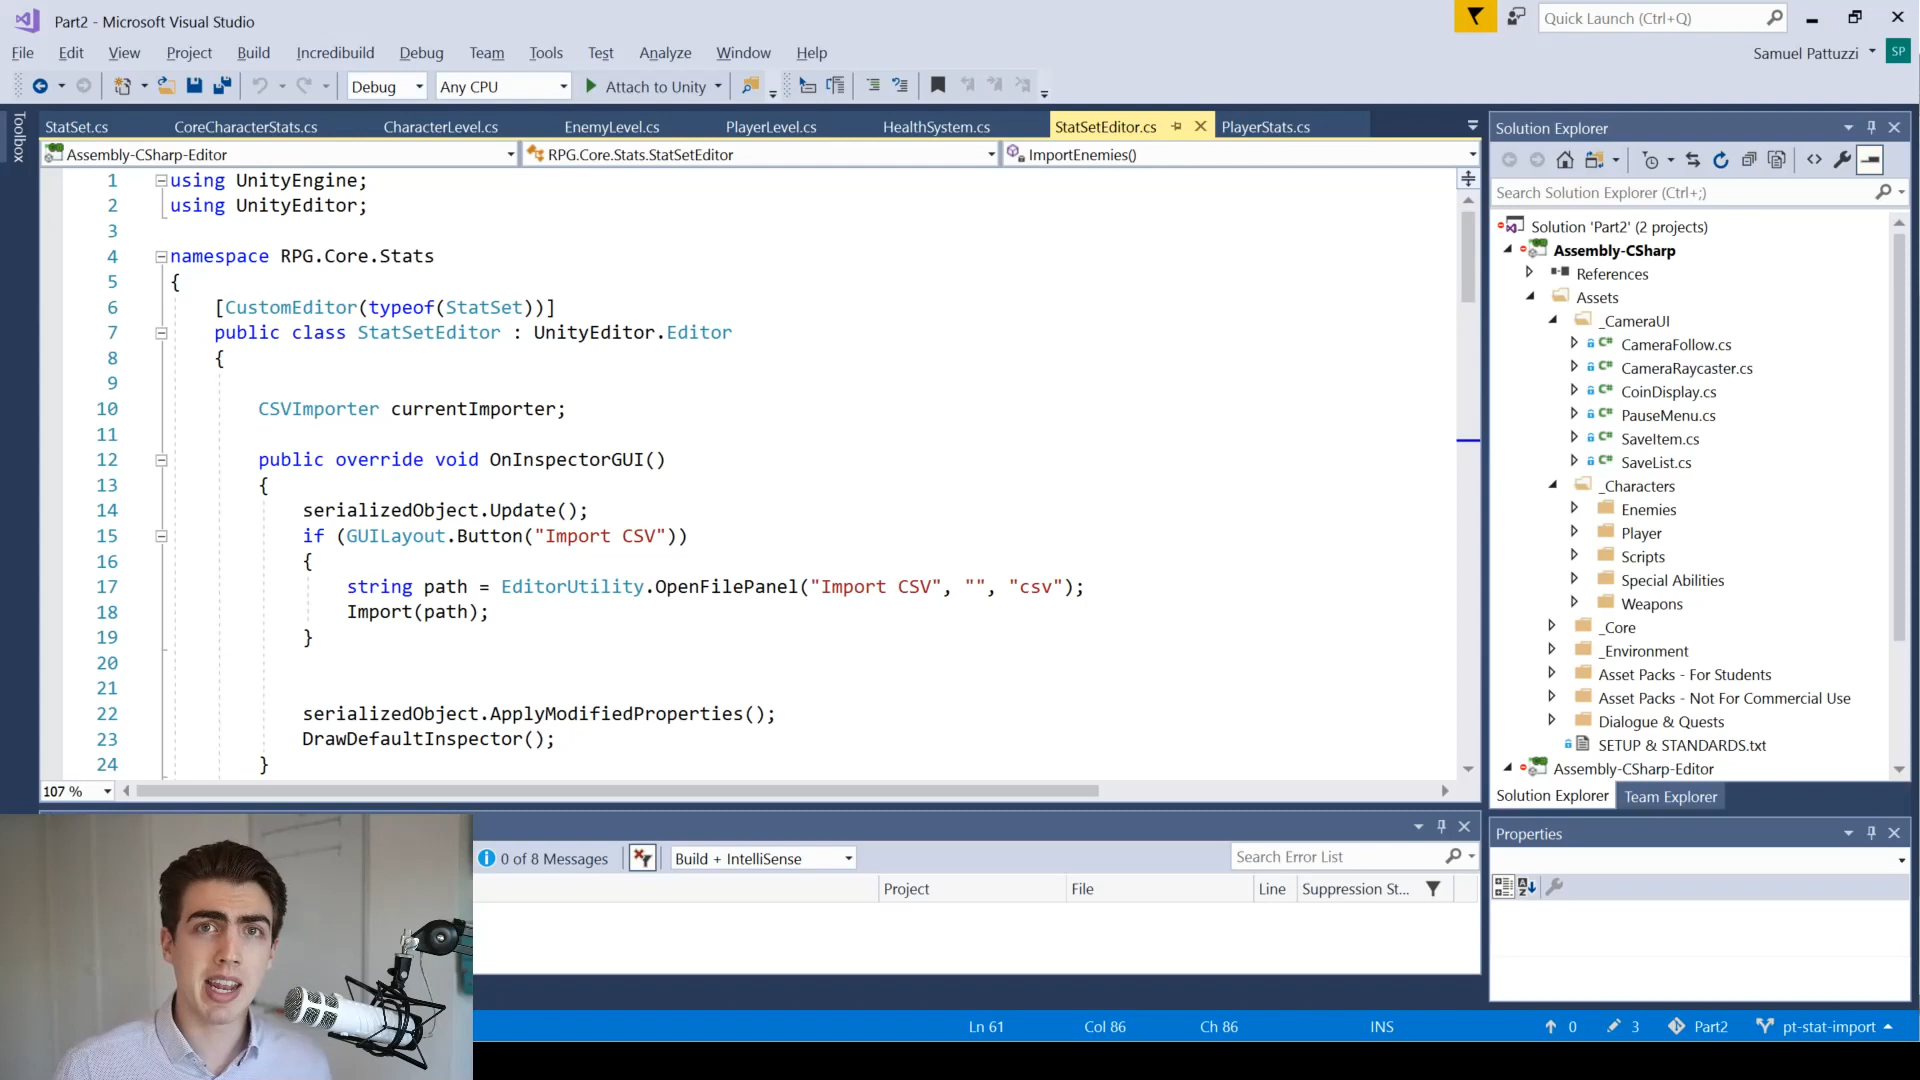 Part2 - Microsoft Visual Studio
Quick Launch (Ctrl+Q)
File Edit View Project Build Incredibuild Debug Team Tools Test Analyze Window Help
Samuel Pattuzzi SP
Debug Any CPU Attach to Unity
Toolbox
StatSet.cs CoreCharacterStats.cs CharacterLevel.cs EnemyLevel.cs PlayerLevel.cs HealthSystem.cs StatSetEditor.cs PlayerStats.cs
Assembly-CSharp-Editor RPG.Core.Stats.StatSetEditor ImportEnemies()
1 using UnityEngine;
2 using UnityEditor;
3
4 namespace RPG.Core.Stats
5 {
6 [CustomEditor(typeof(StatSet))]
7 public class StatSetEditor : UnityEditor.Editor
8 {
9
10 CSVImporter currentImporter;
11
12 public override void OnInspectorGUI()
13 {
14 serializedObject.Update();
15 if (GUILayout.Button("Import CSV"))
16 {
17 string path = EditorUtility.OpenFilePanel("Import CSV", "", "csv");
18 Import(path);
19 }
20
21
22 serializedObject.ApplyModifiedProperties();
23 DrawDefaultInspector();
24 }
107 %
Solution Explorer
Search Solution Explorer (Ctrl+;)
Solution 'Part2' (2 projects)
Assembly-CSharp
References
Assets
_CameraUI
CameraFollow.cs
CameraRaycaster.cs
CoinDisplay.cs
PauseMenu.cs
SaveItem.cs
SaveList.cs
_Characters
Enemies
Player
Scripts
Special Abilities
Weapons
_Core
_Environment
Asset Packs - For Students
Asset Packs - Not For Commercial Use
Dialogue & Quests
SETUP & STANDARDS.txt
Assembly-CSharp-Editor
Solution Explorer Team Explorer
Properties
0 of 8 Messages Build + IntelliSense Search Error List
Project File Line Suppression St...
Ln 61 Col 86 Ch 86 INS 0 3 Part2 pt-stat-import